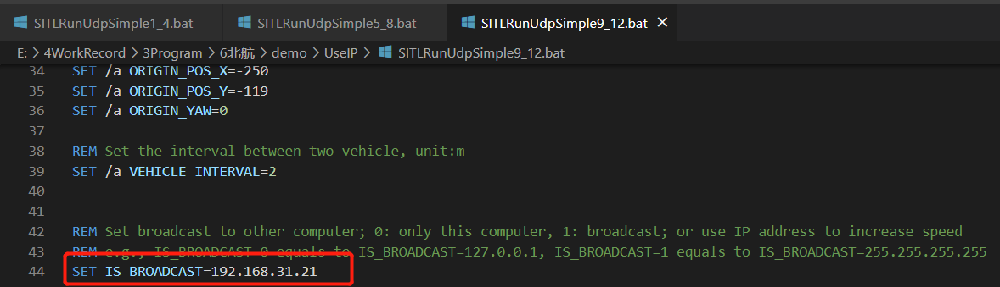 SITLRunUdpSimple1_4.bat SITLRunUdpSimple5_8.bat SITLRunUdpSimple9_12.bat ×
E: > 4WorkRecord > 3Program > 6北航 > demo > UseIP > SITLRunUdpSimple9_12.bat
34 SET /a ORIGIN_POS_X=-250
35 SET /a ORIGIN_POS_Y=-119
36 SET /a ORIGIN_YAW=0
37
38 REM Set the interval between two vehicle, unit:m
39 SET /a VEHICLE_INTERVAL=2
40
41
42 REM Set broadcast to other computer; 0: only this computer, 1: broadcast; or use IP address to increase speed
43 REM e.g., IS_BROADCAST=0 equals to IS_BROADCAST=127.0.0.1, IS_BROADCAST=1 equals to IS_BROADCAST=255.255.255.255
44 SET IS_BROADCAST=192.168.31.21